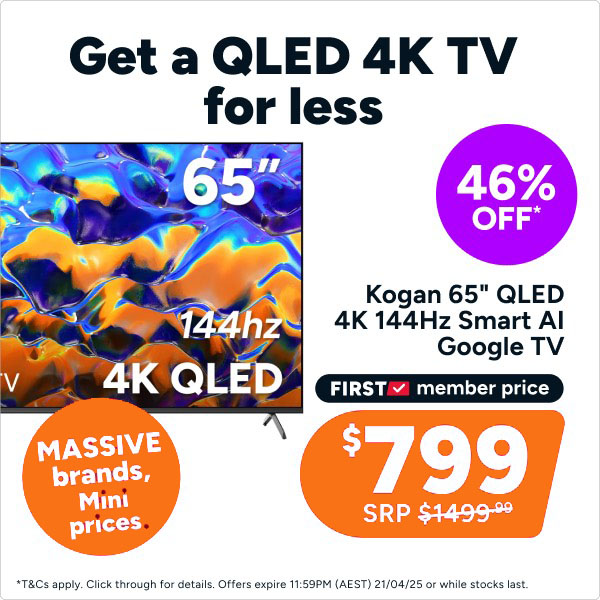 Get a QLED 4K TV
for less
65"
144hz
4K QLED
TV
46%
OFF*
Kogan 65" QLED
4K 144Hz Smart AI
Google TV
FIRST member price
$799
SRP $1499.99
MASSIVE
brands,
Mini
prices.
*T&Cs apply. Click through for details. Offers expire 11:59PM (AEST) 21/04/25 or while stocks last.